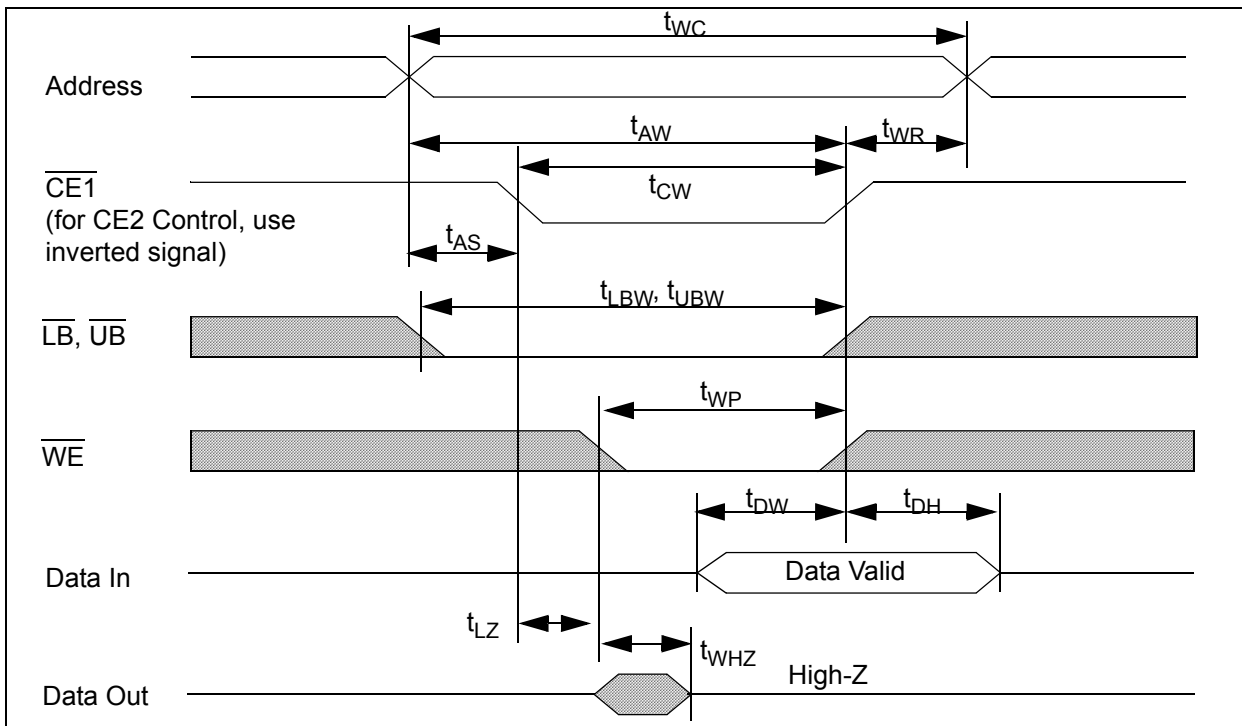 tWC
Address
tAW
tWR
CE1
(for CE2 Control, use
inverted signal)
tCW
tAS
tLBW, tUBW
LB, UB
tWP
WE
tDW
tDH
Data In
Data Valid
tLZ
tWHZ
High-Z
Data Out